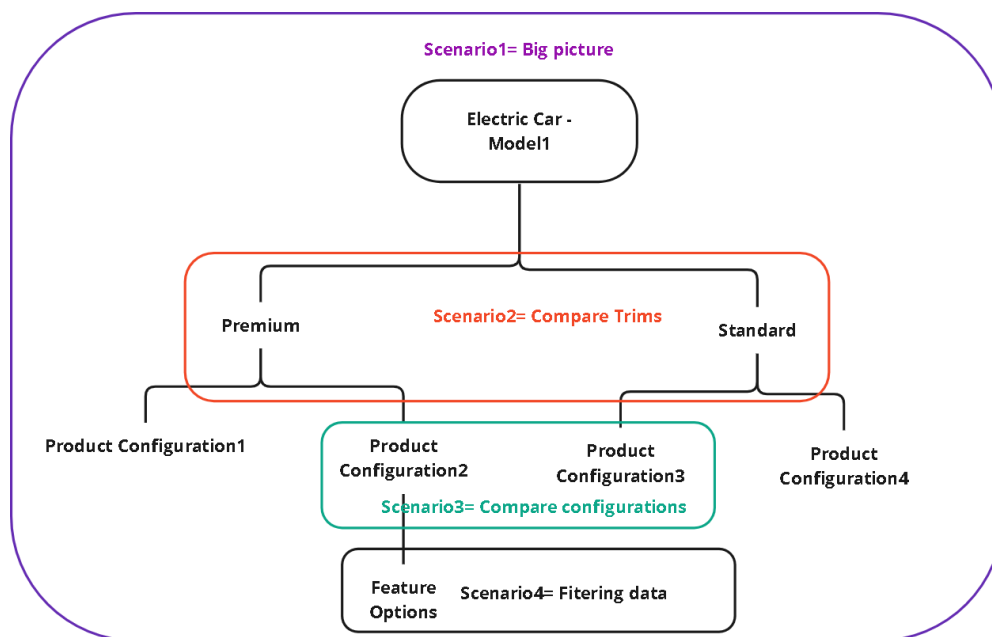 Scenario1= Big picture
Electric Car -
Model1
Premium
Scenario2= Compare Trims
Standard
Product Configuration1
Product
Configuration2
Product
Configuration3
Product
Configuration4
Scenario3= Compare configurations
Feature
Options
Scenario4= Fitering data